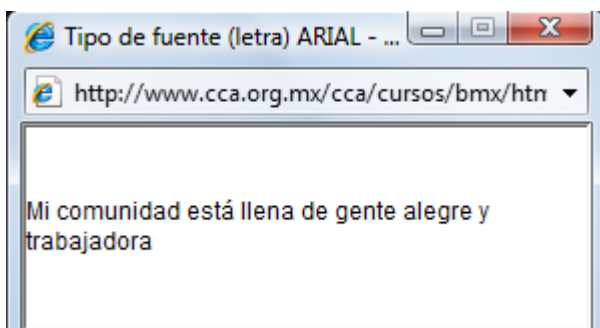 Tipo de fuente (letra) ARIAL - ...
http://www.cca.org.mx/cca/cursos/bmx/htm
Mi comunidad está llena de gente alegre y
trabajadora